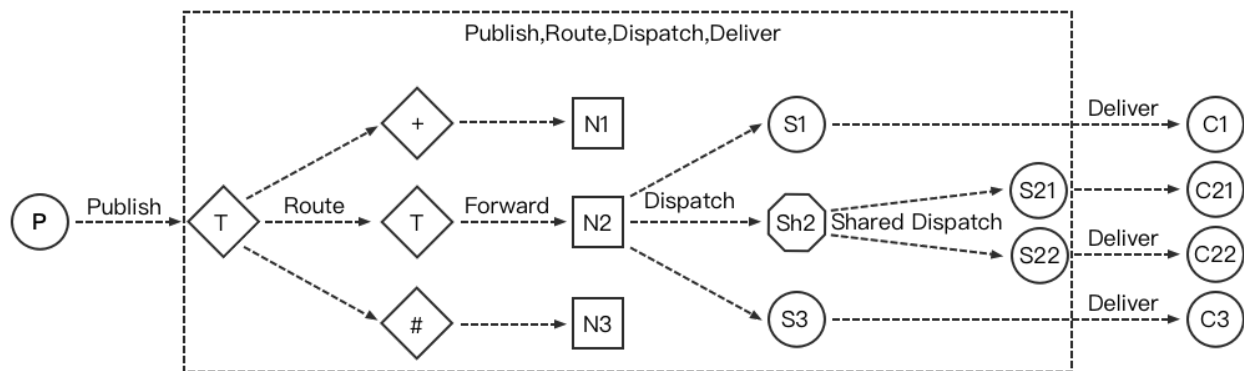 Publish,Route,Dispatch,Deliver
+ N1 S1 Deliver C1
P Publish T Route T Forward N2 Dispatch Sh2 Shared Dispatch S21 C21
S22 Deliver C22
# N3 S3 Deliver C3